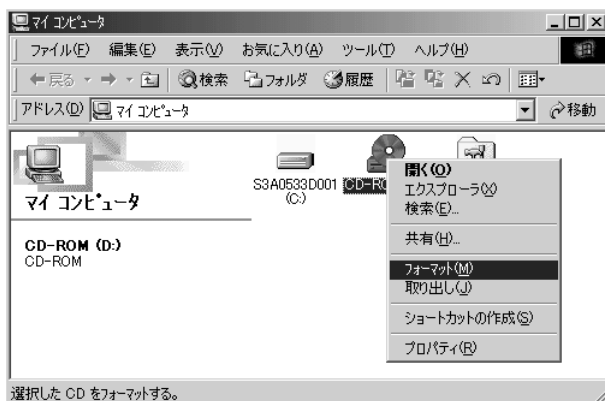 マイ コンピュータ
ファイル(F) 編集(E) 表示(V) お気に入り(A) ツール(T) ヘルプ(H)
戻る 検索 フォルダ 履歴
アドレス(D) マイ コンピュータ 移動
マイ コンピュータ
CD-ROM (D:)
CD-ROM
S3A0533D001
(C:)
CD-RO
開く(O)
エクスプローラ(X)
検索(E)...
共有(H)...
フォーマット(M)
取り出し(J)
ショートカットの作成(S)
プロパティ(R)
選択した CD をフォーマットする。